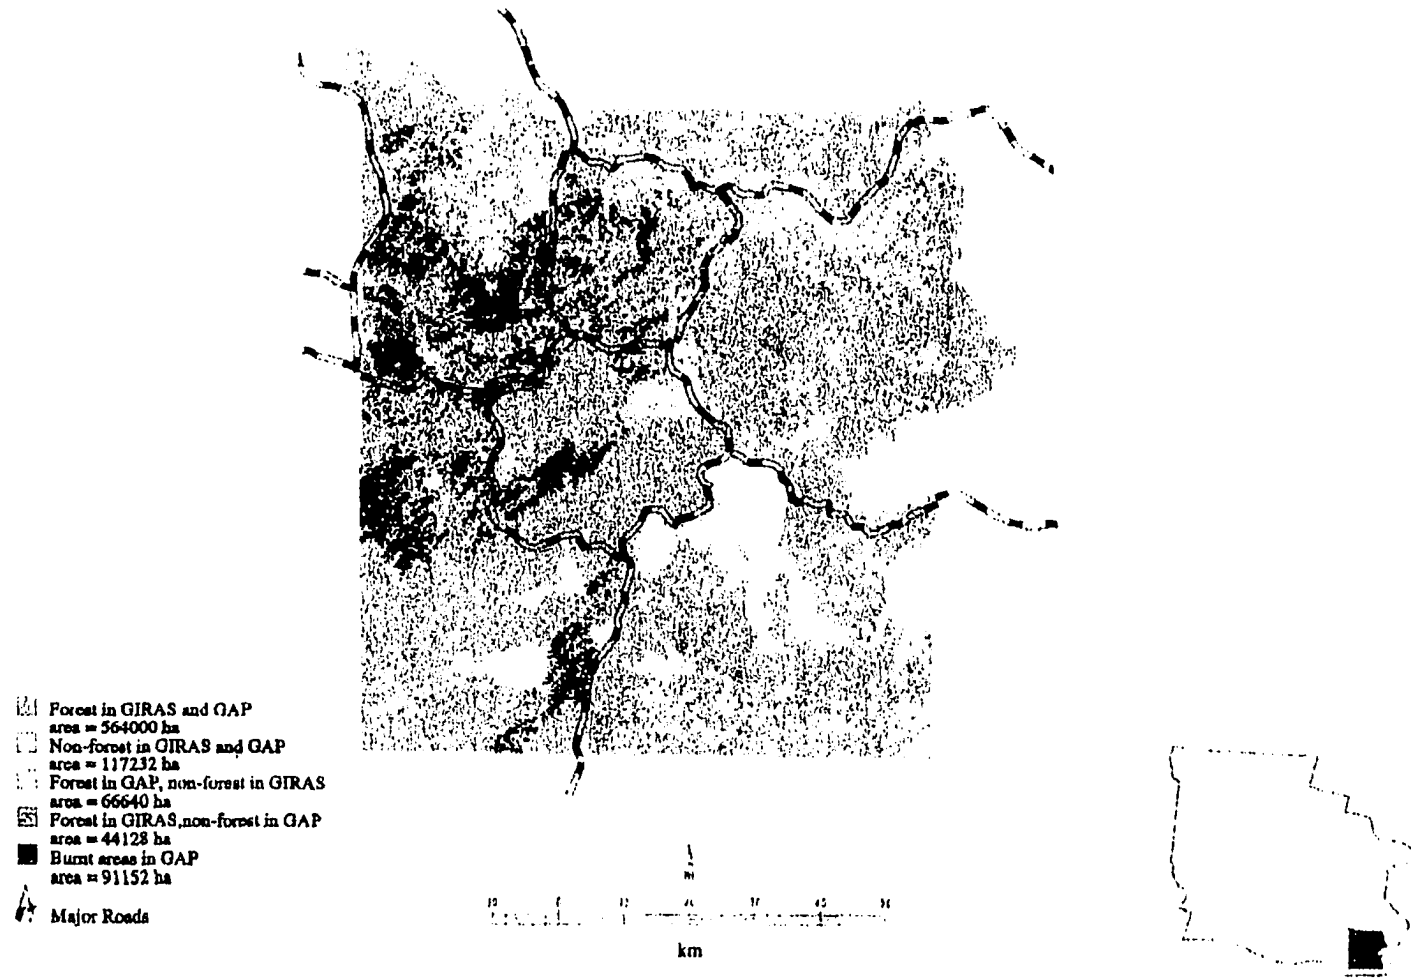 Forest in GIRAS and GAP
area = 564000 ha
Non-forest in GIRAS and GAP
area = 117232 ha
Forest in GAP, non-forest in GIRAS
area = 66640 ha
Forest in GIRAS,non-forest in GAP
area = 44128 ha
Burnt areas in GAP
area = 91152 ha
Major Roads
N
km